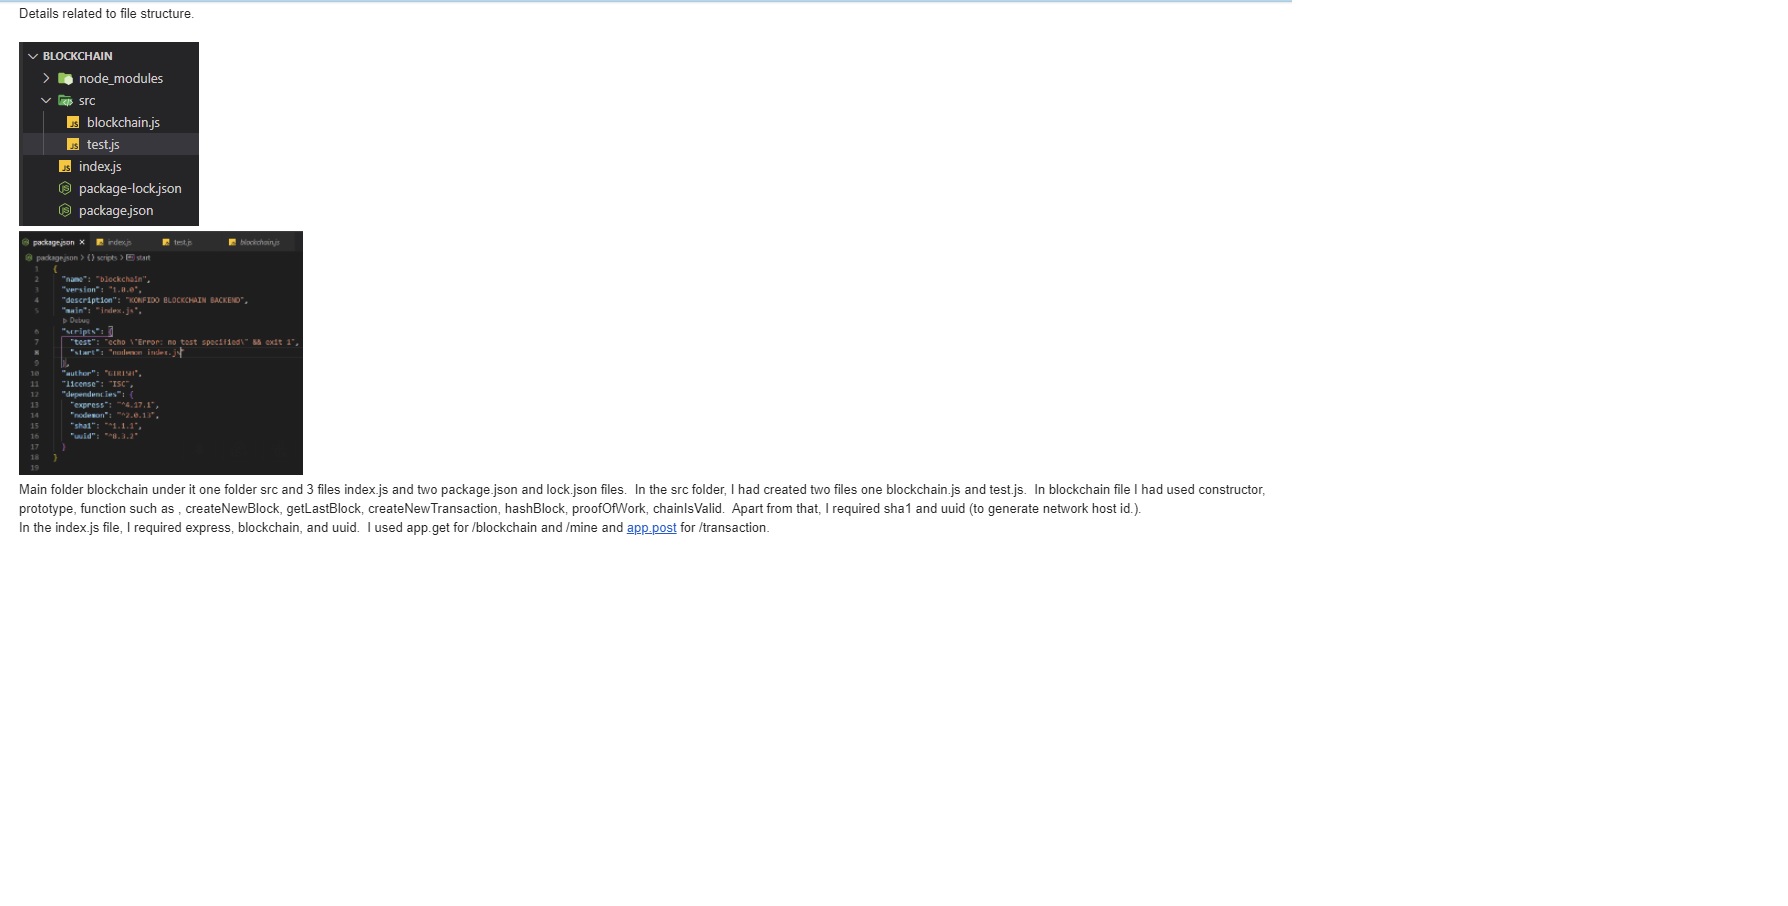 Details related to file structure.
BLOCKCHAIN
node_modules
src
blockchain.js
test.js
index.js
package-lock.json
package.json
package.json × index.js test.js blockchain.js
package.json > {} scripts > start
1 {
2 "name": "blockchain",
3 "version": "1.0.0",
4 "description": "KONFIDO BLOCKCHAIN BACKEND",
5 "main": "index.js",
Debug
6 "scripts": {
7 "test": "echo \"Error: no test specified\" && exit 1",
8 "start": "nodemon index.js"
9 },
10 "author": "GIRISH",
11 "license": "ISC",
12 "dependencies": {
13 "express": "^4.17.1",
14 "nodemon": "^2.0.13",
15 "sha1": "^1.1.1",
16 "uuid": "^8.3.2"
17 }
18 }
19
Main folder blockchain under it one folder src and 3 files index.js and two package.json and lock.json files.  In the src folder, I had created two files one blockchain.js and test.js.  In blockchain file I had used constructor,
prototype, function such as , createNewBlock, getLastBlock, createNewTransaction, hashBlock, proofOfWork, chainIsValid.  Apart from that, I required sha1 and uuid (to generate network host id.).
In the index.js file, I required express, blockchain, and uuid.  I used app.get for /blockchain and /mine and app.post for /transaction.